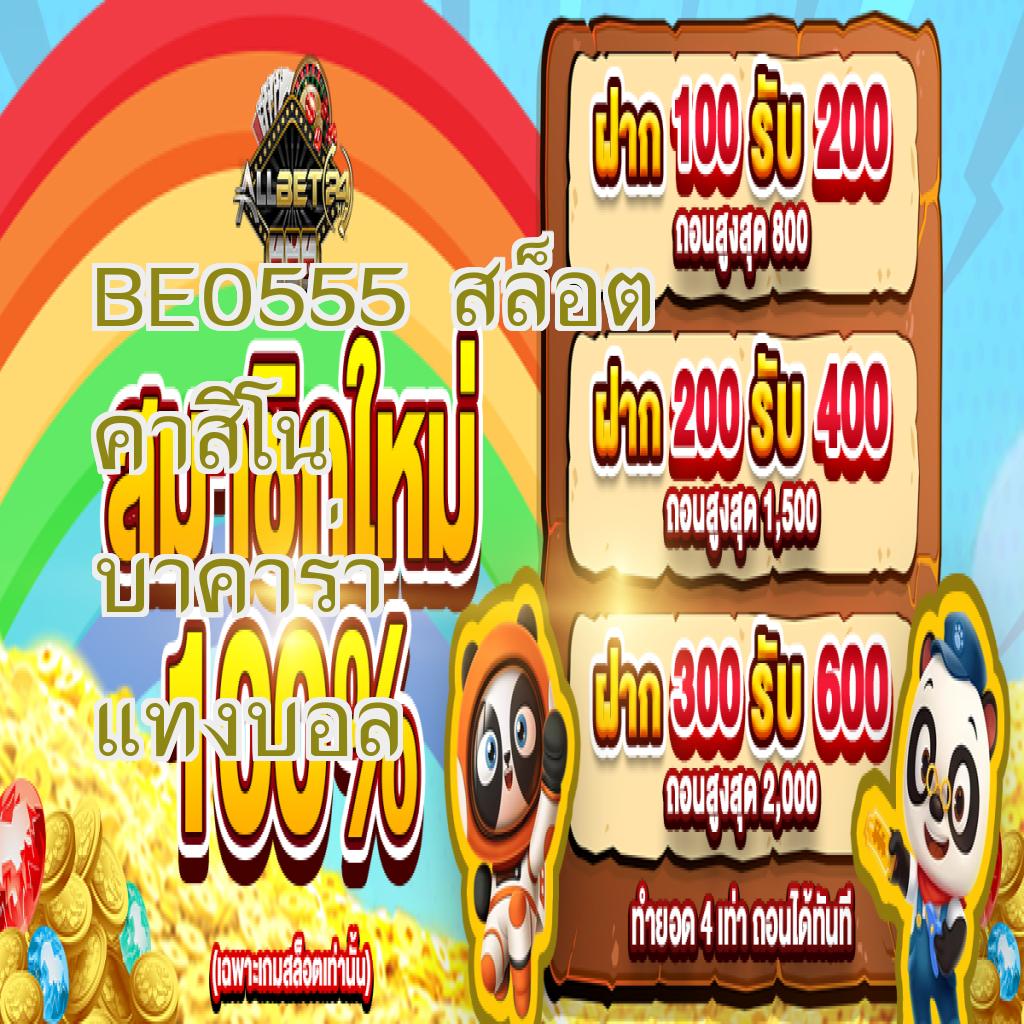 ALLBET24
BEO555 สล็อต
คาสิโน
บาคาร่า
แทงบอล
สมาชิกใหม่
100%
(เฉพาะเกมสล็อตเท่านั้น)
ฝาก 100 รับ 200
ถอนสูงสุด 800
ฝาก 200 รับ 400
ถอนสูงสุด 1,500
ฝาก 300 รับ 600
ถอนสูงสุด 2,000
ทำยอด 4 เท่า ถอนได้ทันที